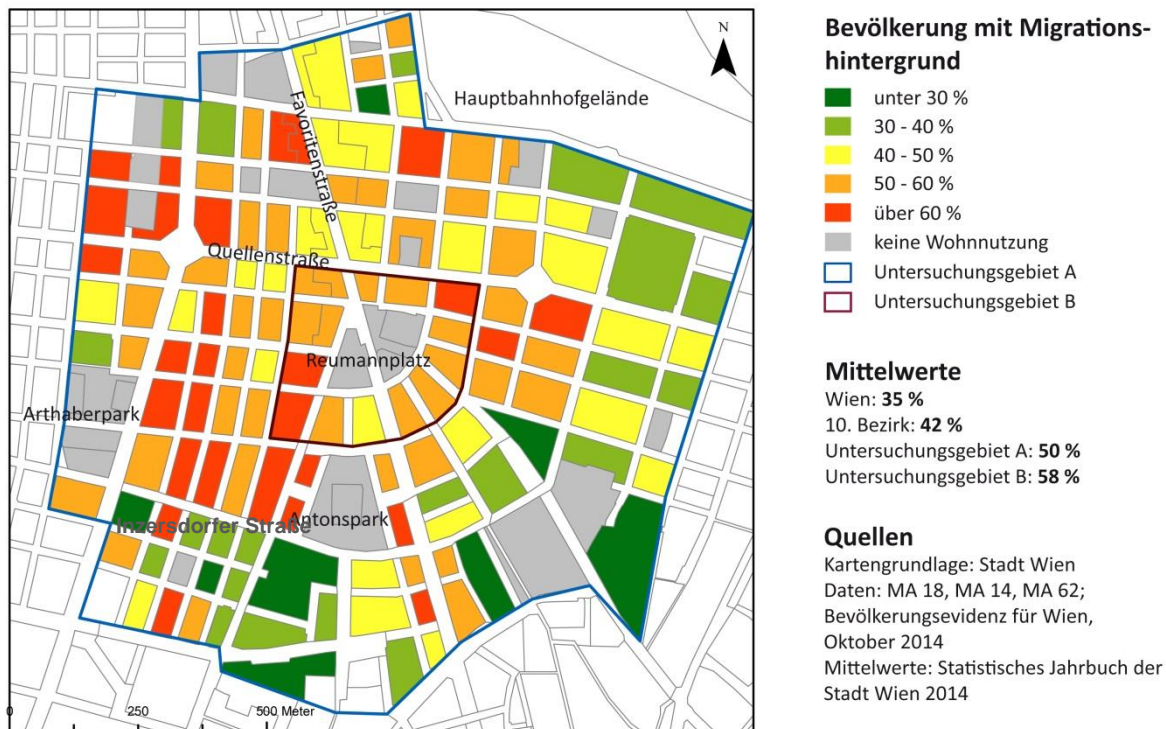 N
Hauptbahnhofgelände
Favoritenstraße
Quellenstraße
Reumannplatz
Arthaberpark
Antonspark
Inzersdorfer Straße
0
250
500 Meter
Bevölkerung mit Migrations-
hintergrund
unter 30 %
30 - 40 %
40 - 50 %
50 - 60 %
über 60 %
keine Wohnnutzung
Untersuchungsgebiet A
Untersuchungsgebiet B
Mittelwerte
Wien: 35 %
10. Bezirk: 42 %
Untersuchungsgebiet A: 50 %
Untersuchungsgebiet B: 58 %
Quellen
Kartengrundlage: Stadt Wien
Daten: MA 18, MA 14, MA 62;
Bevölkerungsevidenz für Wien,
Oktober 2014
Mittelwerte: Statistisches Jahrbuch der
Stadt Wien 2014